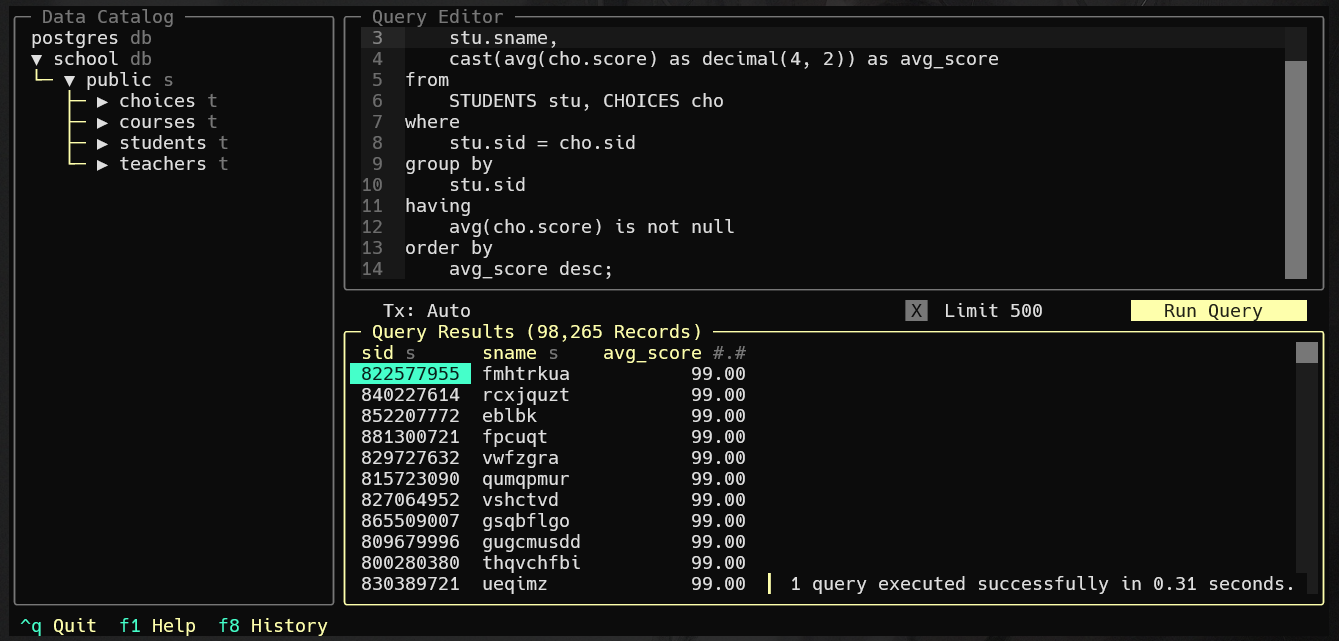 Data Catalog
postgres db
▼ school db
▼ public s
▶ choices t
▶ courses t
▶ students t
▶ teachers t
Query Editor
3 stu.sname,
4 cast(avg(cho.score) as decimal(4, 2)) as avg_score
5 from
6 STUDENTS stu, CHOICES cho
7 where
8 stu.sid = cho.sid
9 group by
10 stu.sid
11 having
12 avg(cho.score) is not null
13 order by
14 avg_score desc;
Tx: Auto X Limit 500 Run Query
Query Results (98,265 Records)
sid s sname s avg_score #.#
822577955 fmhtrkua 99.00
840227614 rcxjquzt 99.00
852207772 eblbk 99.00
881300721 fpcuqt 99.00
829727632 vwfzgra 99.00
815723090 qumqpmur 99.00
827064952 vshctvd 99.00
865509007 gsqbflgo 99.00
809679996 gugcmusdd 99.00
800280380 thqvchfbi 99.00
830389721 ueqimz 99.00
1 query executed successfully in 0.31 seconds.
^q Quit f1 Help f8 History